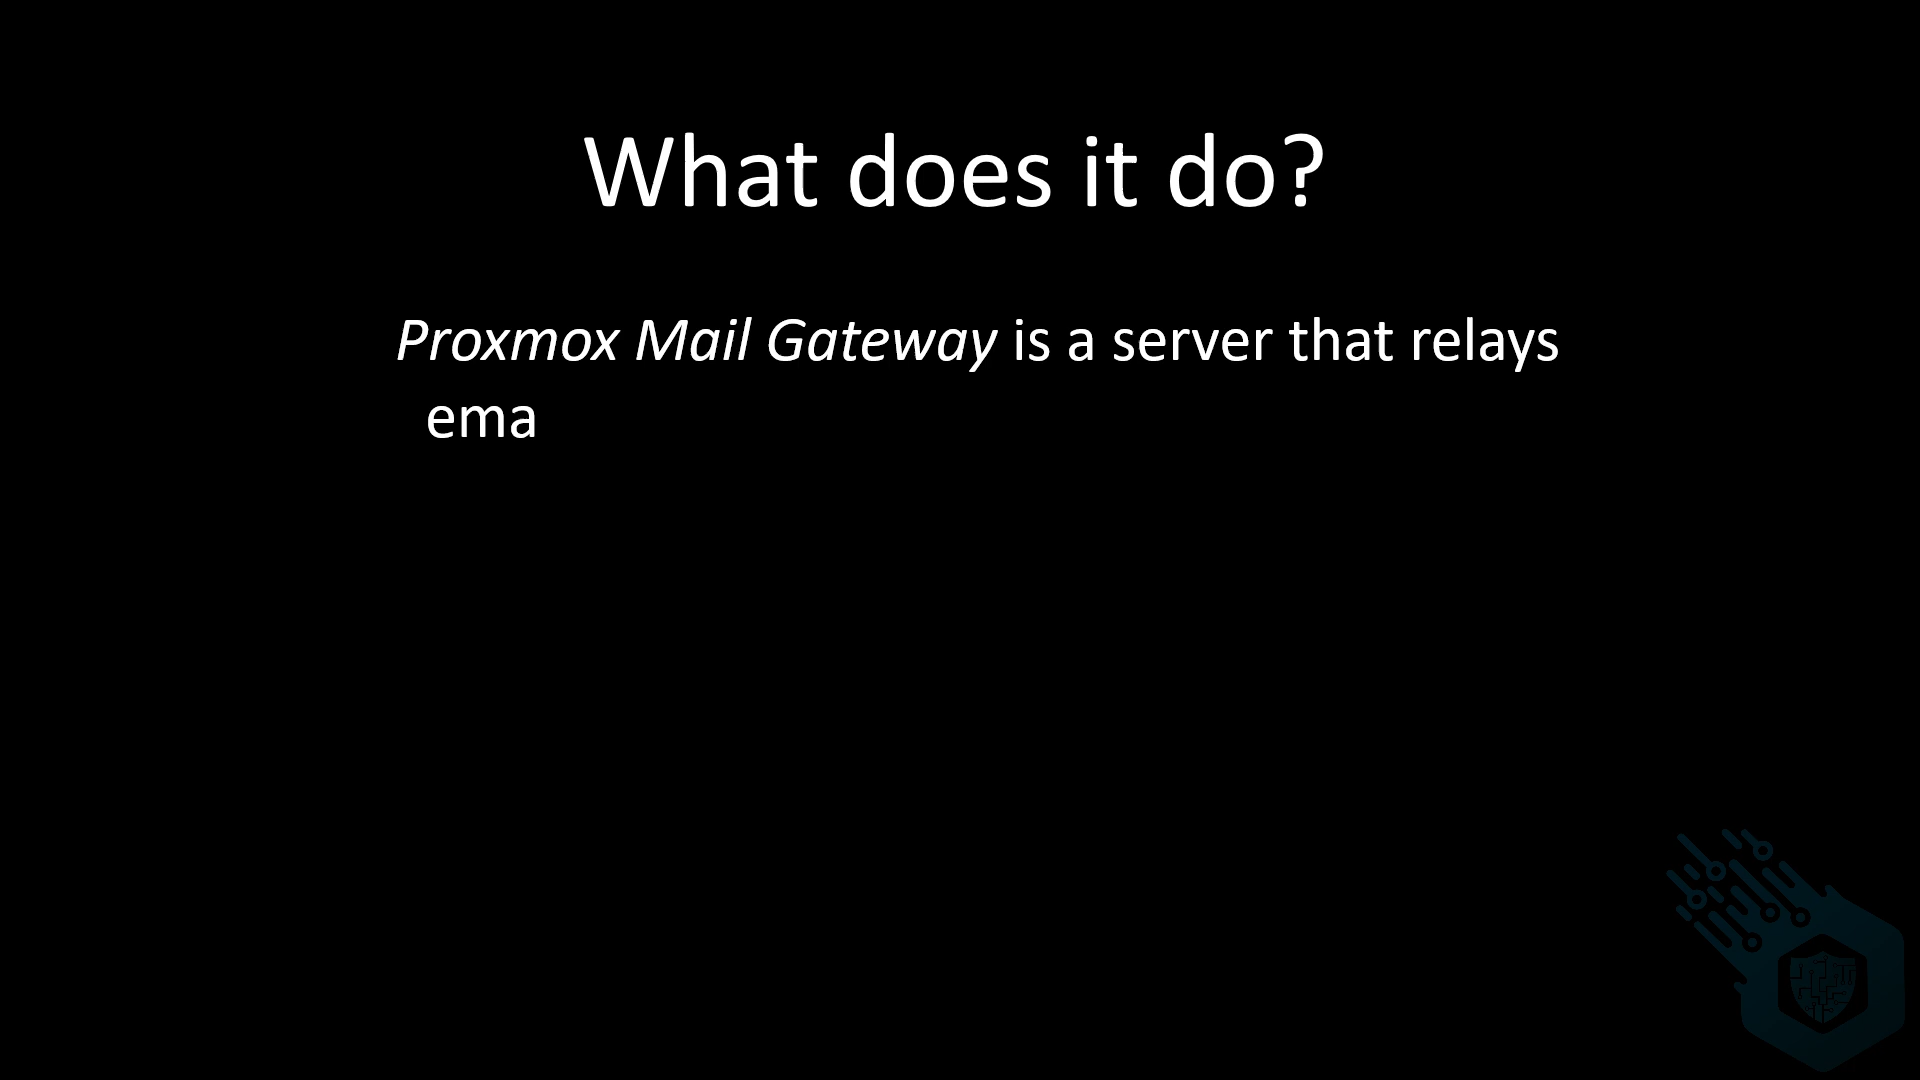 What does it do?
Proxmox Mail Gateway is a server that relays
ema